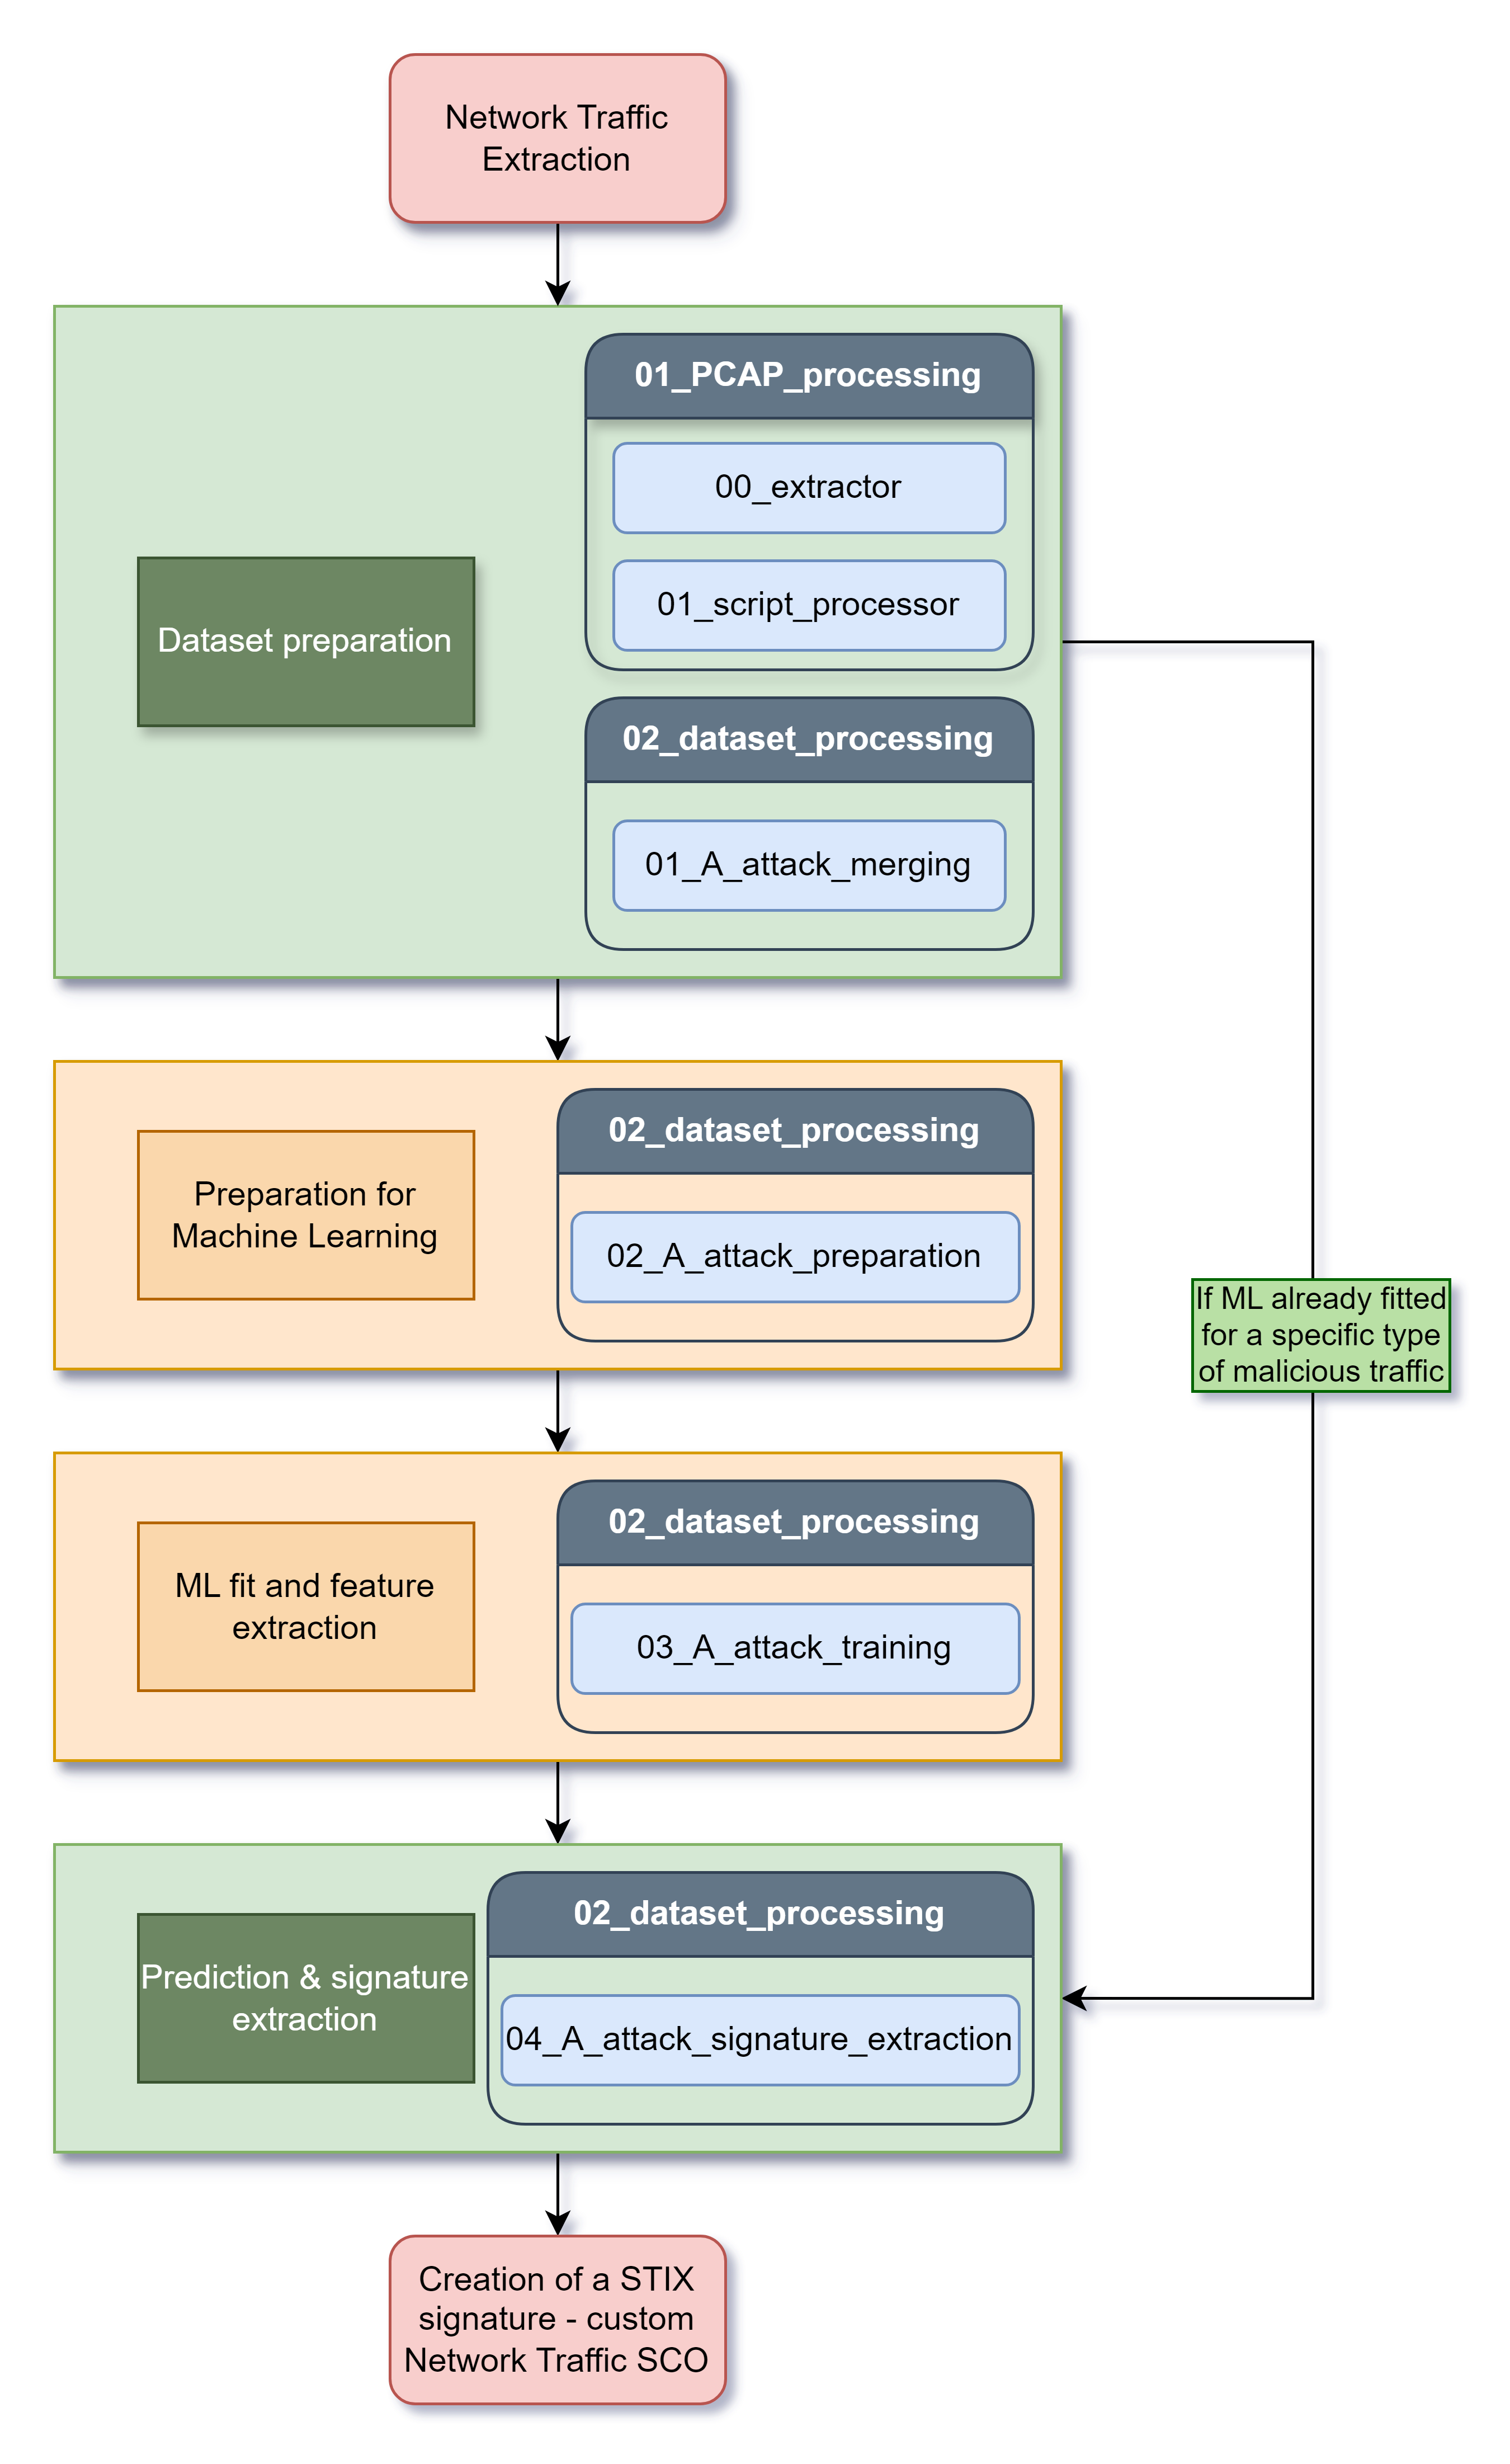 Network Traffic
Extraction
01_PCAP_processing
00_extractor
01_script_processor
Dataset preparation
02_dataset_processing
01_A_attack_merging
02_dataset_processing
Preparation for
Machine Learning
02_A_attack_preparation
If ML already fitted
for a specific type
of malicious traffic
02_dataset_processing
ML fit and feature
extraction
03_A_attack_training
02_dataset_processing
Prediction & signature
extraction
04_A_attack_signature_extraction
Creation of a STIX
signature - custom
Network Traffic SCO